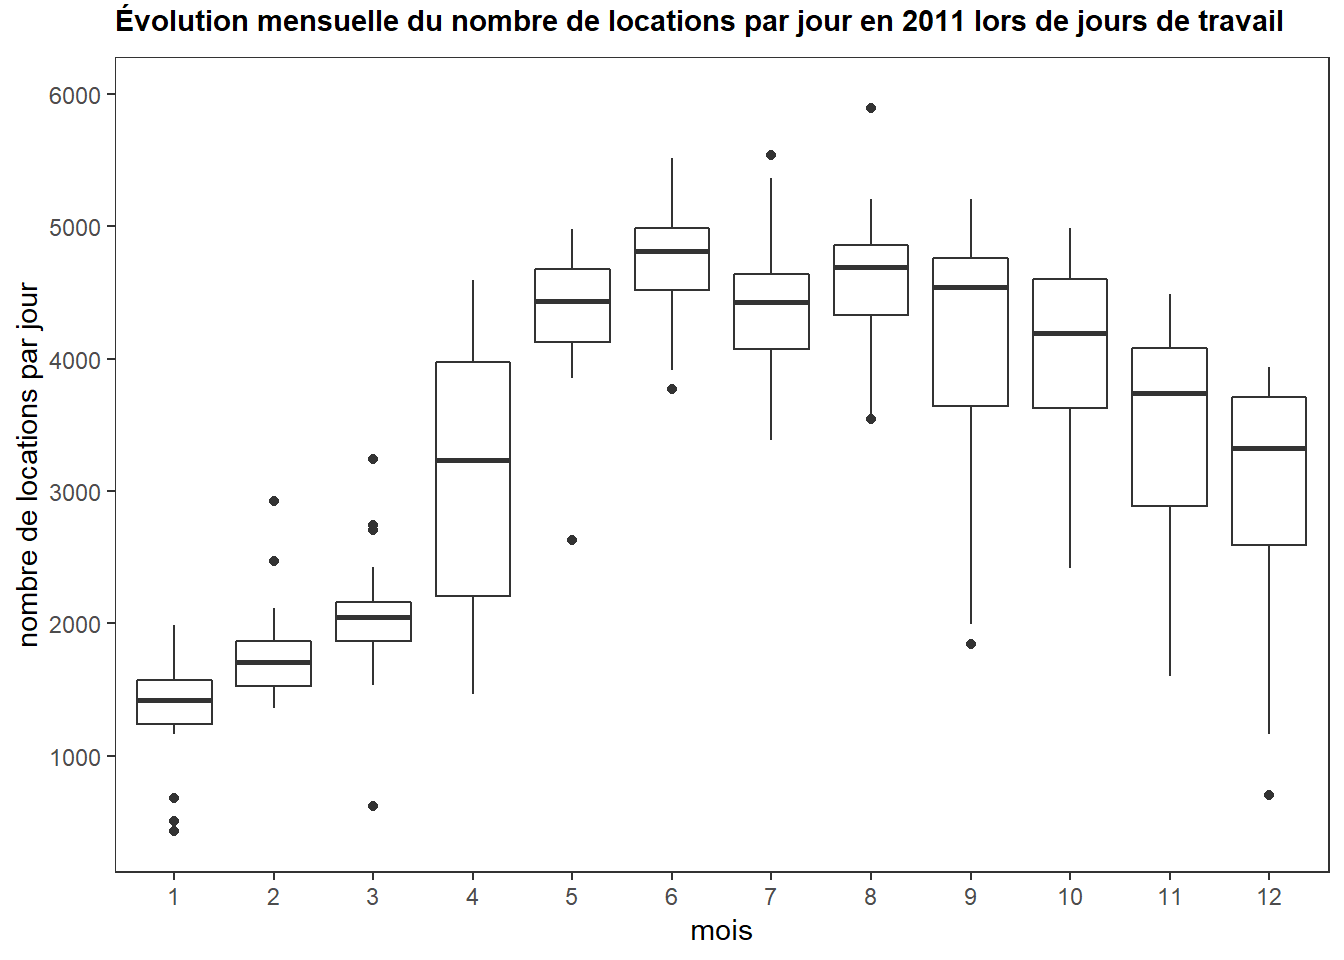 Évolution mensuelle du nombre de locations par jour en 2011 lors de jours de travail
nombre de locations par jour
6000
5000
4000
3000
2000
1000
1 2 3 4 5 6 7 8 9 10 11 12
mois